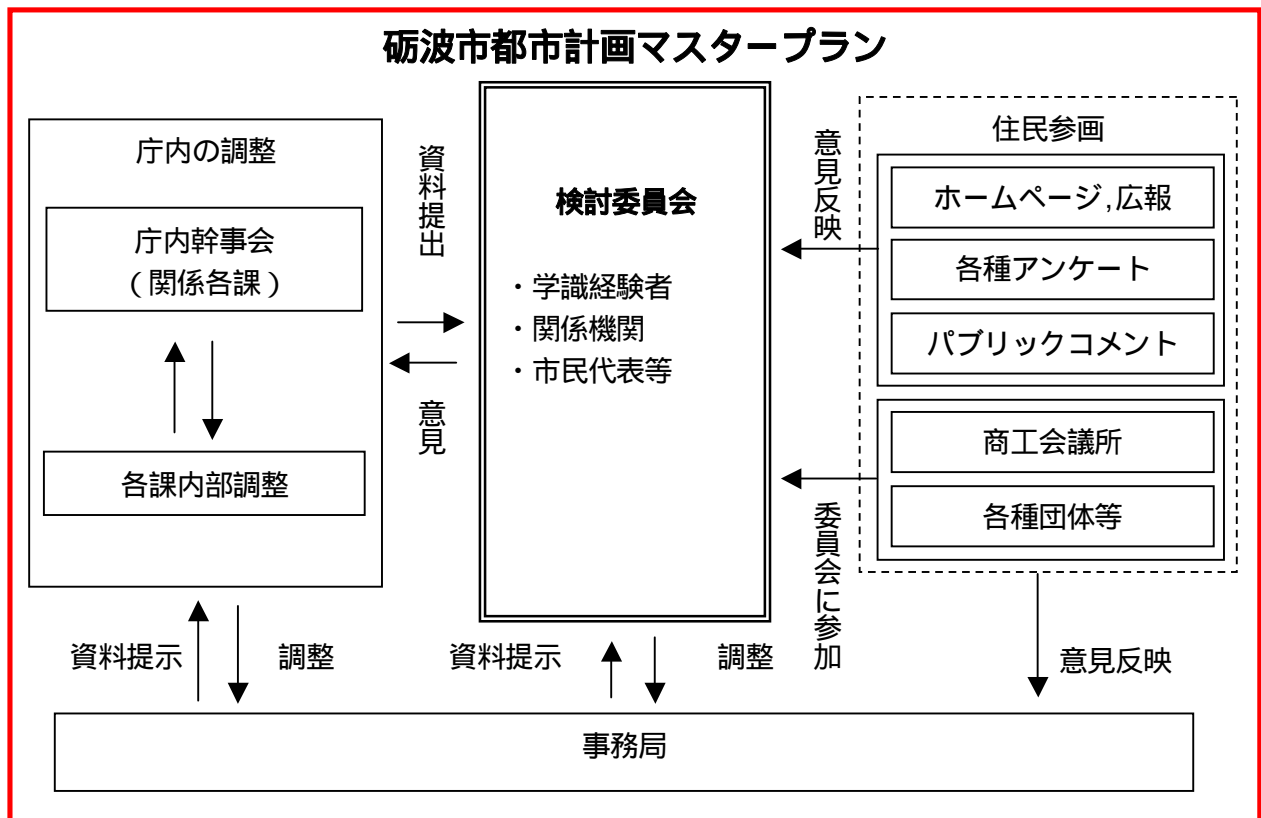 砺波市都市計画マスタープラン
庁内の調整
庁内幹事会
(関係各課)
各課内部調整
資料提出
意見
検討委員会
・学識経験者
・関係機関
・市民代表等
意見反映
委員会に参加
住民参画
ホームページ,広報
各種アンケート
パブリックコメント
商工会議所
各種団体等
資料提示
調整
資料提示
調整
意見反映
事務局